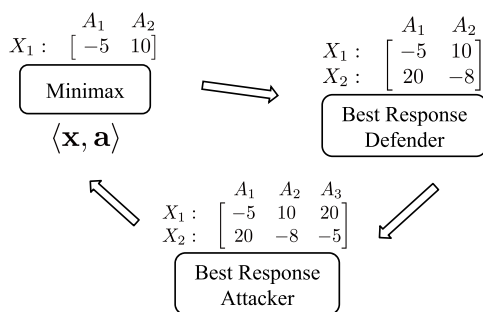 A₁ A₂
X₁ : [ −5 10 ]
Minimax
⟨x, a⟩
A₁ A₂
X₁ : [ −5 10 ]
X₂ : [ 20 −8 ]
Best Response
Defender
A₁ A₂ A₃
X₁ : [ −5 10 20 ]
X₂ : [ 20 −8 −5 ]
Best Response
Attacker